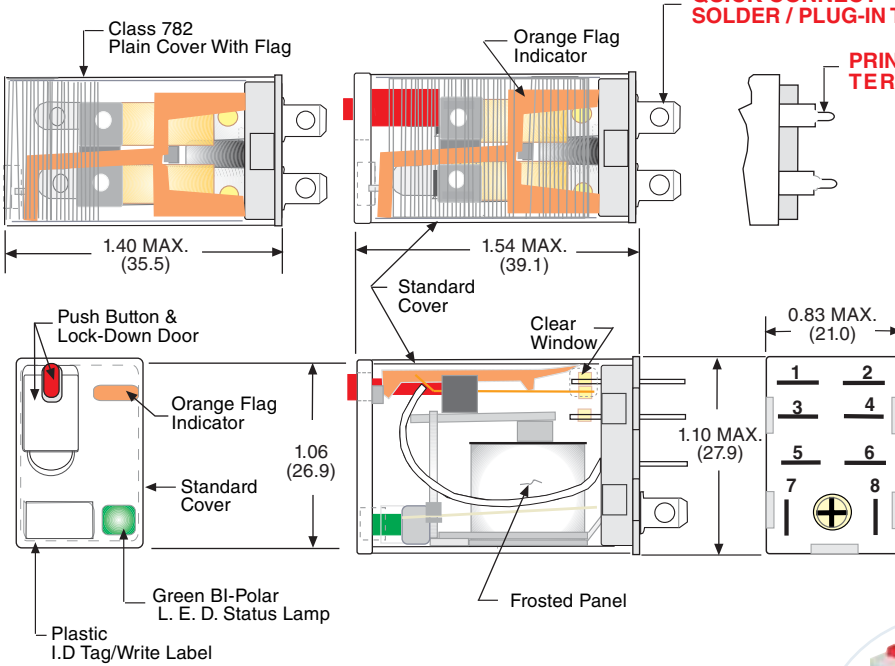 QUICK CONNECT
SOLDER / PLUG-IN
PRIN
TER
Class 782
Plain Cover With Flag
Orange Flag
Indicator
1.40 MAX.
(35.5)
1.54 MAX.
(39.1)
Standard
Cover
Push Button &
Lock-Down Door
Clear
Window
0.83 MAX.
(21.0)
Orange Flag
Indicator
1.06
(26.9)
Standard
Cover
1.10 MAX.
(27.9)
1 2
3 4
5 6
7 8
Green BI-Polar
L. E. D. Status Lamp
Frosted Panel
Plastic
I.D Tag/Write Label